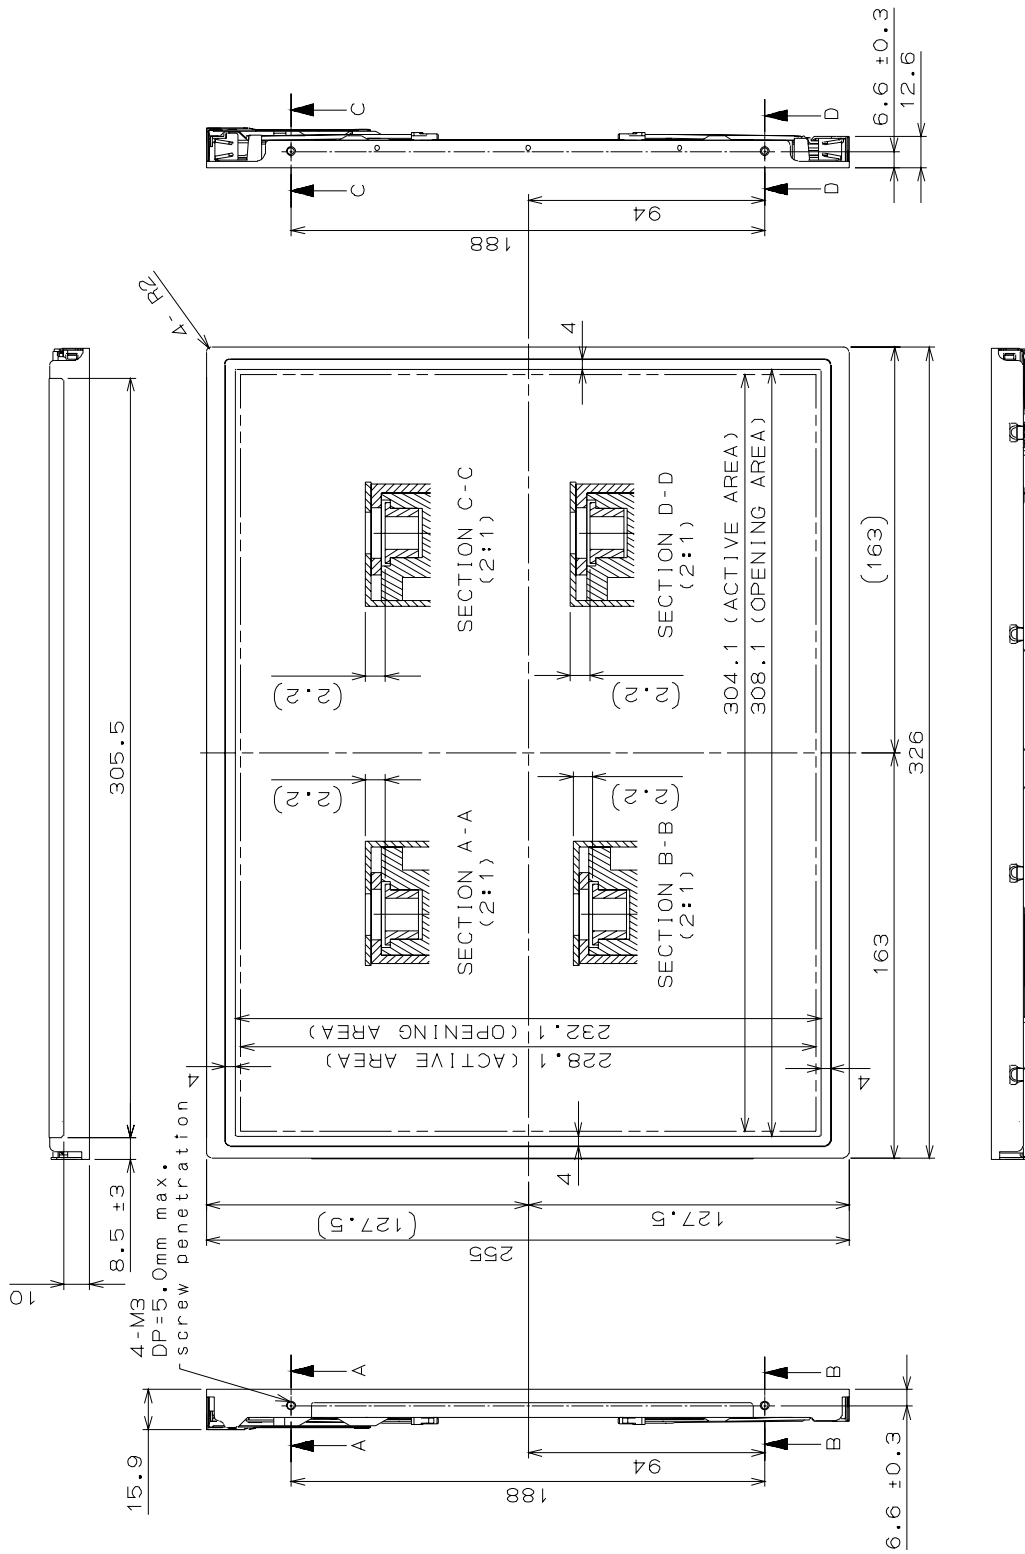 6.6 ±0.3
12.6
C
D
C
D
94
188
4- R2
4
305.5
SECTION C-C
(2:1)
SECTION D-D
(2:1)
304.1 (ACTIVE AREA)
308.1 (OPENING AREA)
(163)
(2.2)
(2.2)
326
(2.2)
(2.2)
SECTION A-A
(2:1)
SECTION B-B
(2:1)
163
232.1 (OPENING AREA)
228.1 (ACTIVE AREA)
4
4
4
8.5 ±3
10
(127.5)
127.5
255
4-M3
DP=5.0mm max.
screw penetration
A
B
A
B
15.9
94
188
6.6 ±0.3